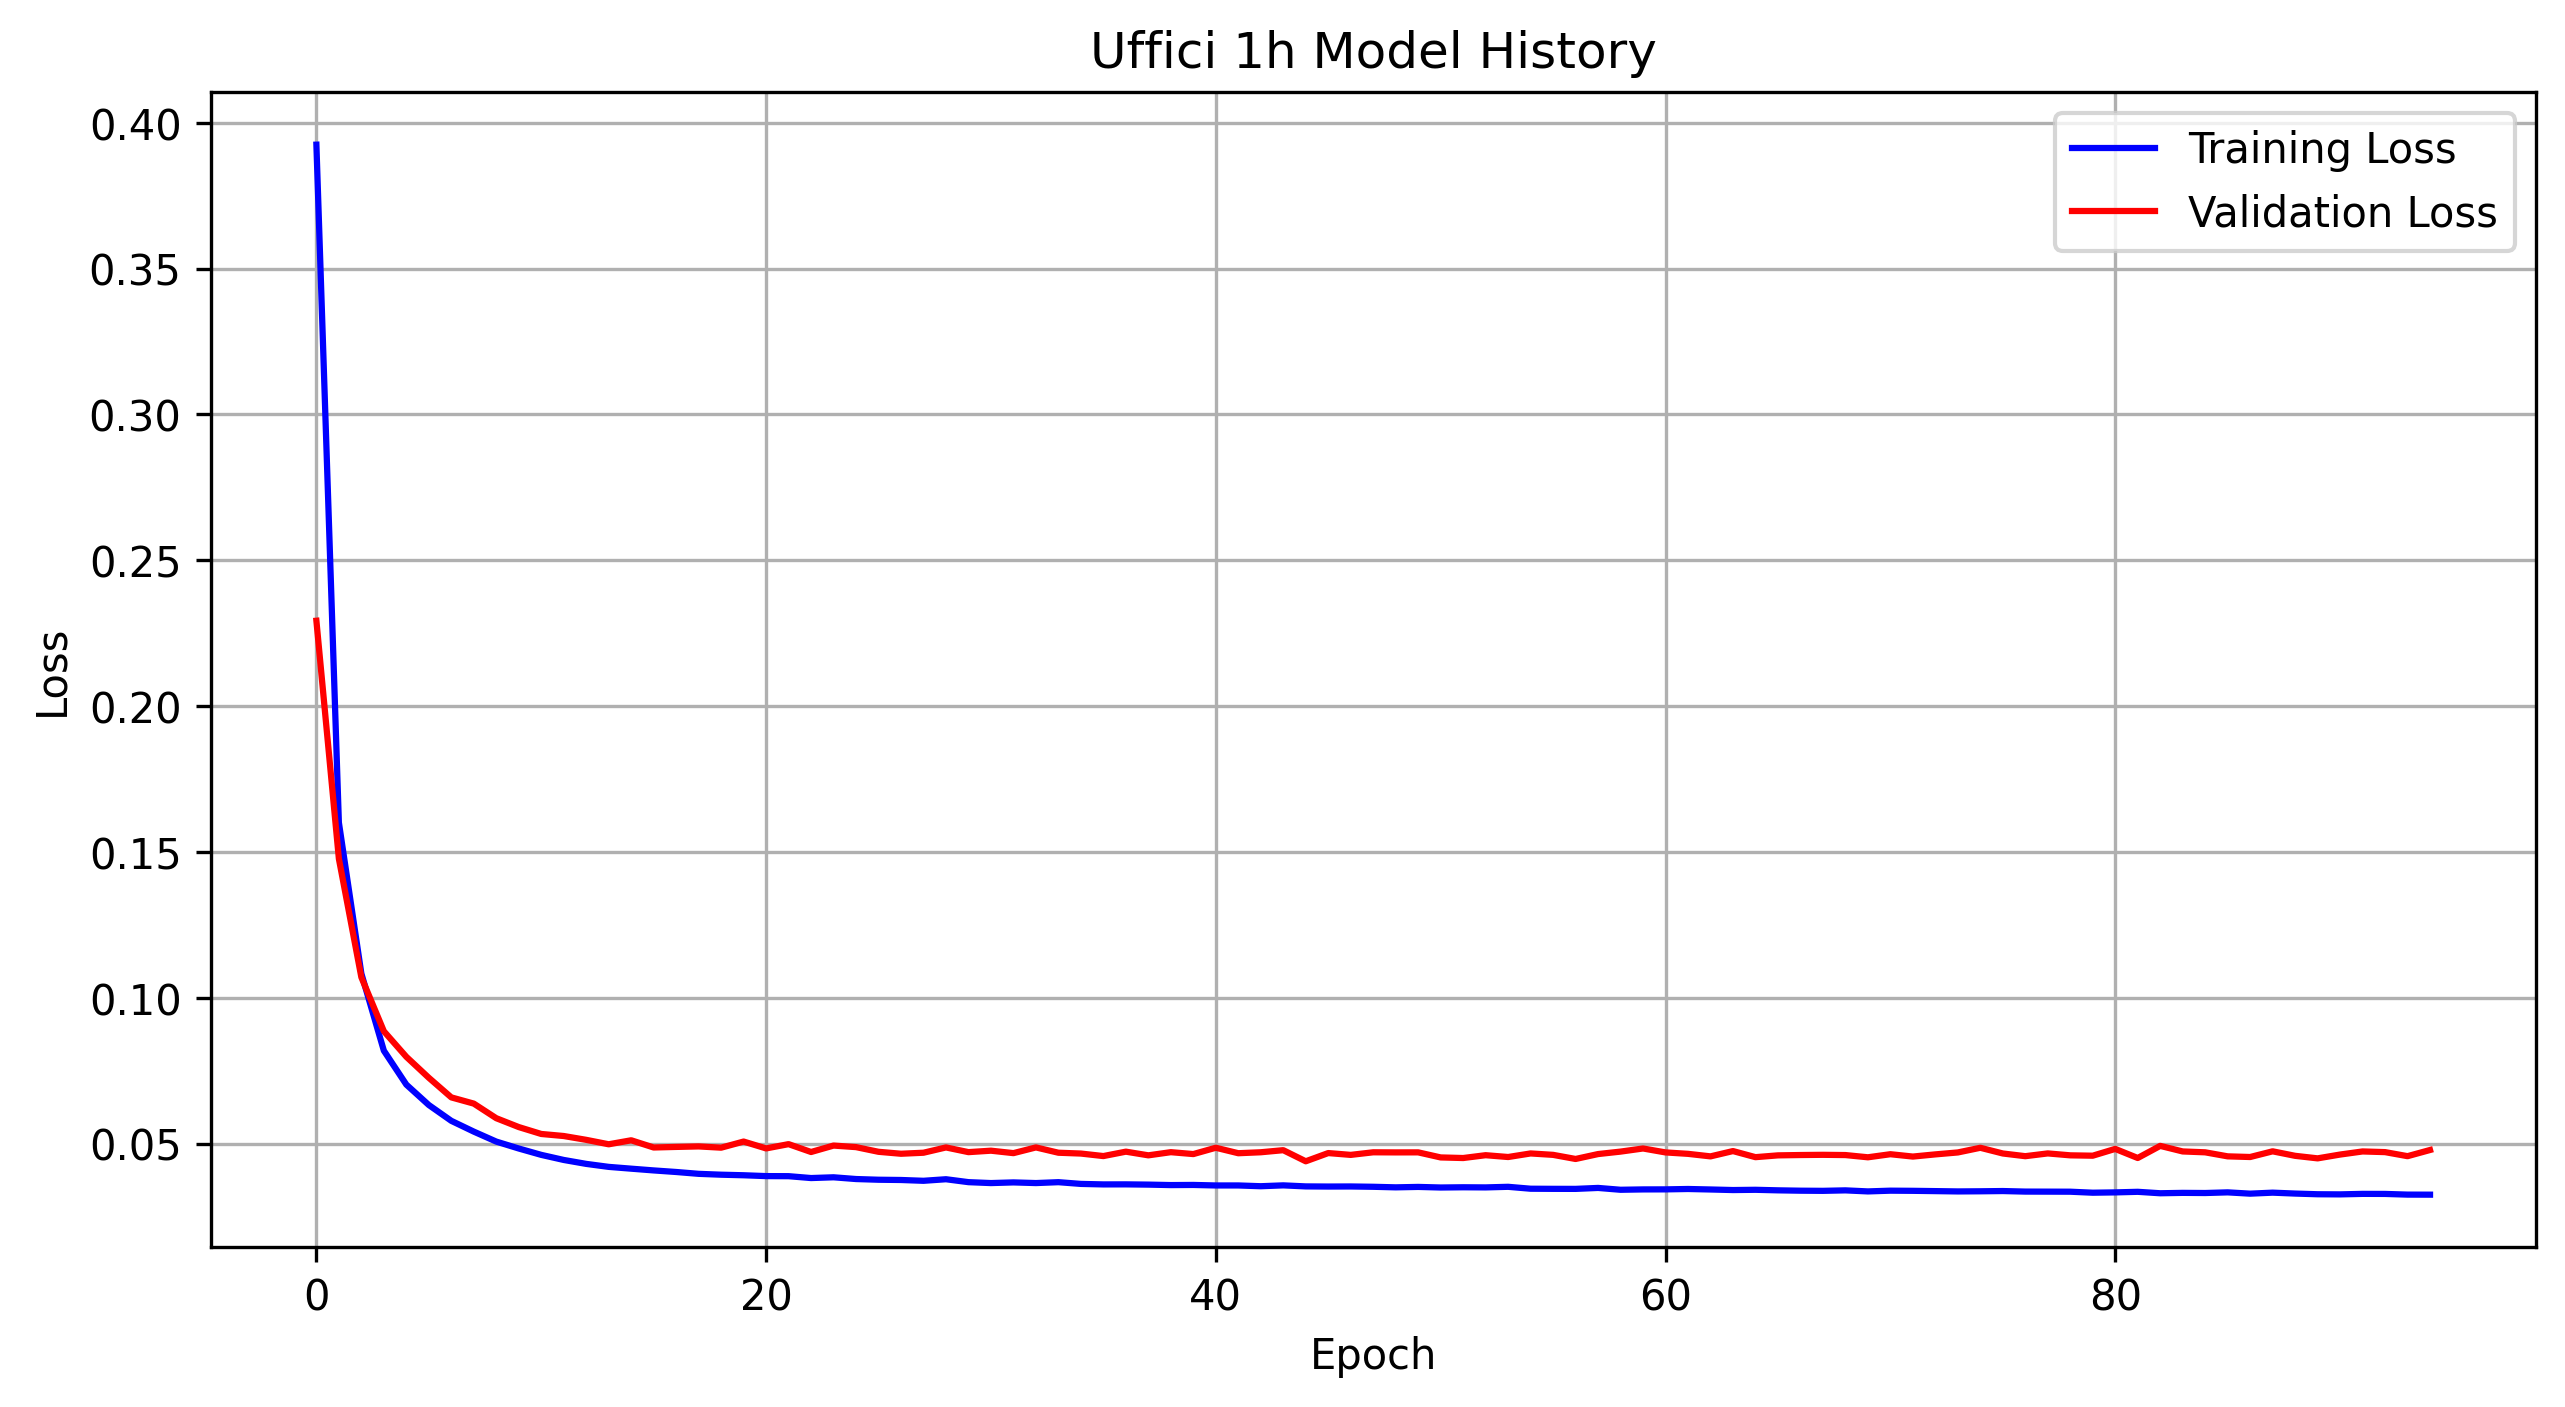 Uffici 1h Model History
Training Loss
Validation Loss
0.40
0.35
0.30
0.25
0.20
0.15
0.10
0.05
Loss
0 20 40 60 80
Epoch